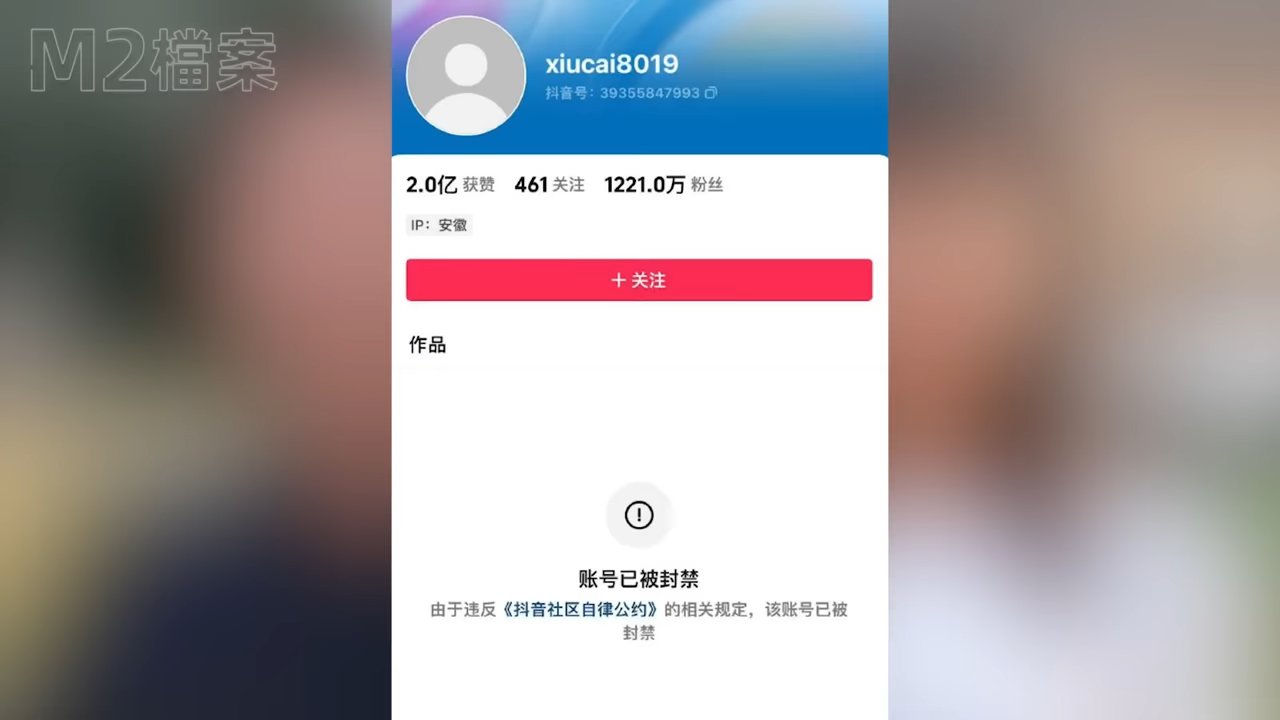 M2檔案
xiucai8019
抖音号：39355847993
2.0亿 获赞 461 关注 1221.0万 粉丝
IP：安徽
+ 关注
作品
账号已被封禁
由于违反《抖音社区自律公约》的相关规定，该账号已被
封禁